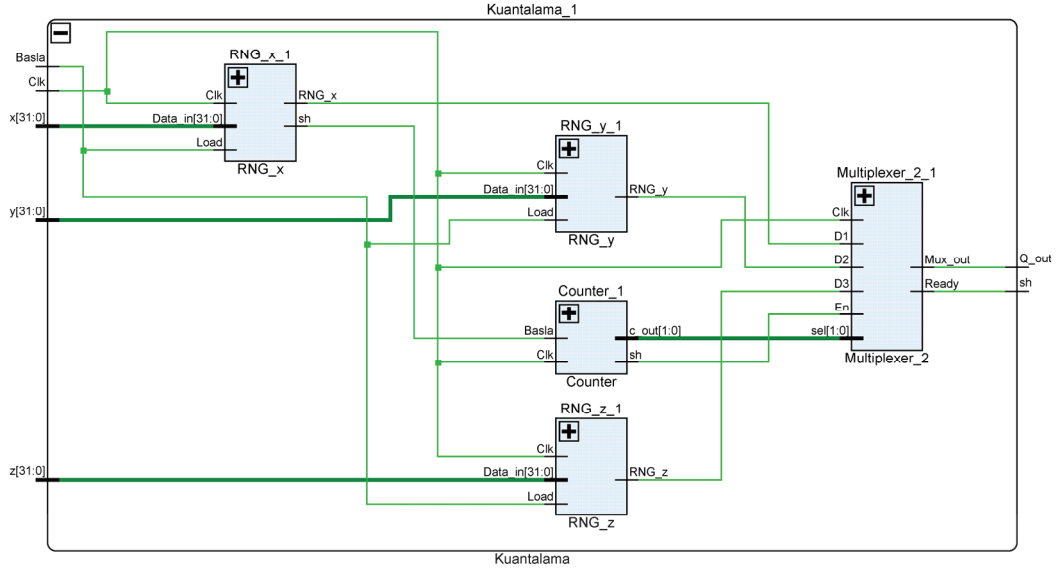 Kuantalama_1
Basla
Clk
x[31:0]
y[31:0]
z[31:0]
RNG_x_1
Clk
Data_in[31:0]
Load
RNG_x
sh
RNG_x
RNG_y_1
Clk
Data_in[31:0]
Load
RNG_y
RNG_y
Counter_1
Basla
Clk
c_out[1:0]
sh
Counter
RNG_z_1
Clk
Data_in[31:0]
Load
RNG_z
RNG_z
Multiplexer_2_1
Clk
D1
D2
D3
En
sel[1:0]
Mux_out
Ready
Multiplexer_2
Q_out
sh
Kuantalama